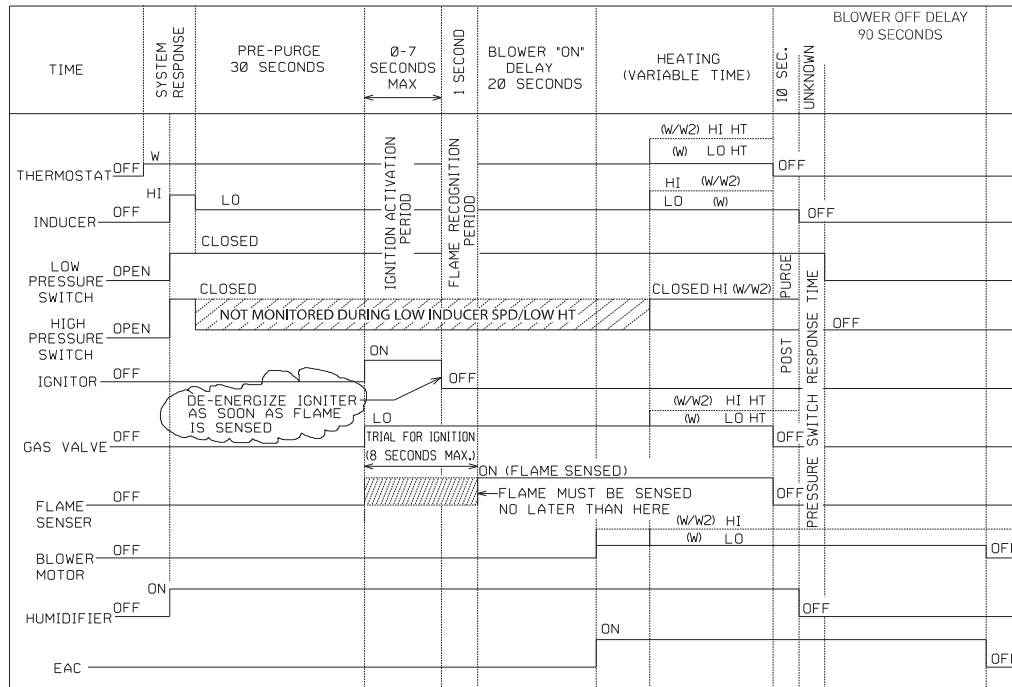 TIME
SYSTEM
RESPONSE
PRE-PURGE
30 SECONDS
0-7
SECONDS
MAX
1 SECOND
BLOWER "ON"
DELAY
20 SECONDS
HEATING
(VARIABLE TIME)
10 SEC.
UNKNOWN
BLOWER OFF DELAY
90 SECONDS
THERMOSTAT
OFF
W
IGNITION ACTIVATION
PERIOD
FLAME RECOGNITION
PERIOD
(W/W2) HI HT
(W) LO HT
OFF
INDUCER
OFF
HI
LO
HI (W/W2)
LO (W)
OFF
LOW
PRESSURE
SWITCH
OPEN
CLOSED
HIGH
PRESSURE
SWITCH
OPEN
CLOSED
NOT MONITORED DURING LOW INDUCER SPD/LOW HT
CLOSED HI (W/W2)
POST PURGE
PRESSURE SWITCH RESPONSE TIME
OFF
IGNITOR
OFF
ON
OFF
DE-ENERGIZE IGNITER
AS SOON AS FLAME
IS SENSED
GAS VALVE
OFF
LO
(W/W2) HI HT
(W) LO HT
OFF
TRIAL FOR IGNITION
(8 SECONDS MAX.)
FLAME
SENSER
OFF
ON (FLAME SENSED)
FLAME MUST BE SENSED
NO LATER THAN HERE
OFF
BLOWER
MOTOR
OFF
(W/W2) HI
(W) LO
OFF
HUMIDIFIER
OFF
ON
OFF
EAC
ON
OFF